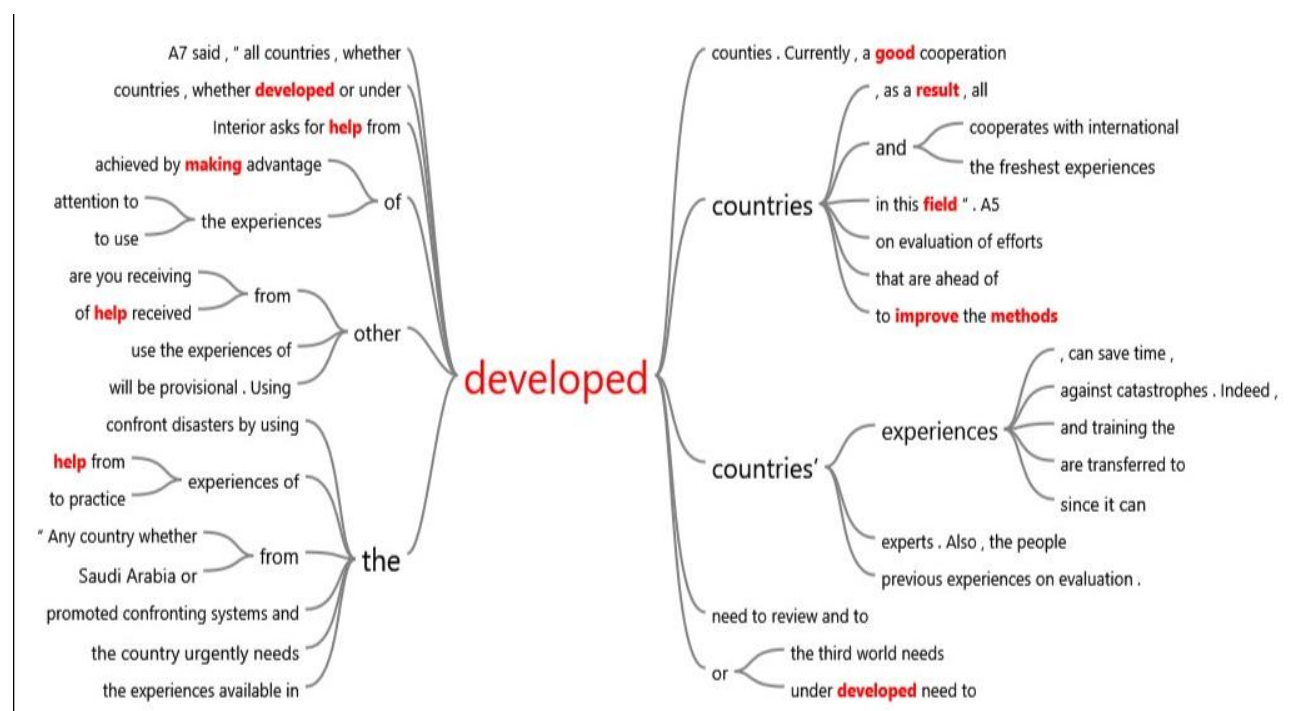 A7 said , " all countries , whether
countries , whether developed or under
Interior asks for help from
achieved by making advantage
attention to
to use
the experiences
of
are you receiving
of help received
from
use the experiences of
will be provisional . Using
other
confront disasters by using
help from
to practice
experiences of
" Any country whether
Saudi Arabia or
from
promoted confronting systems and
the country urgently needs
the experiences available in
the
developed
counties . Currently , a good cooperation
countries
, as a result , all
and
cooperates with international
the freshest experiences
in this field " . A5
on evaluation of efforts
that are ahead of
to improve the methods
countries'
experiences
, can save time ,
against catastrophes . Indeed ,
and training the
are transferred to
since it can
experts . Also , the people
previous experiences on evaluation .
need to review and to
or
the third world needs
under developed need to